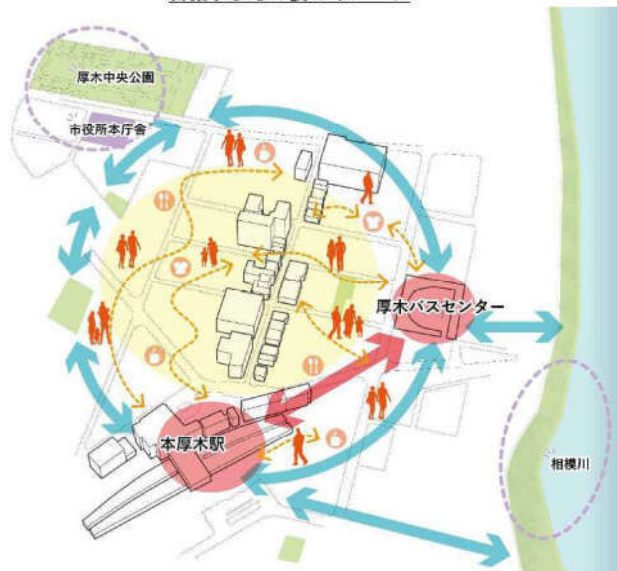 厚木中央公園
市役所本庁舎
厚木バスセンター
本厚木駅
相模川